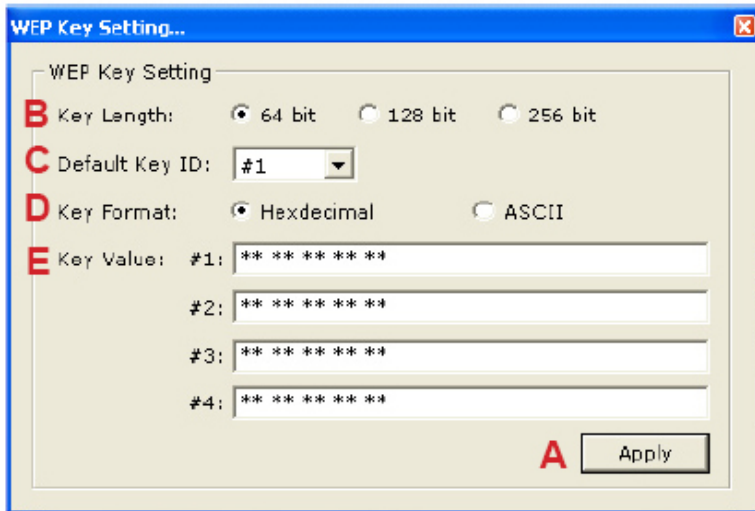 WEP Key Setting...
WEP Key Setting
B Key Length: 64 bit 128 bit 256 bit
C Default Key ID: #1
D Key Format: Hexdecimal ASCII
E Key Value: #1: ** ** ** ** **
#2: ** ** ** ** **
#3: ** ** ** ** **
#4: ** ** ** ** **
A Apply